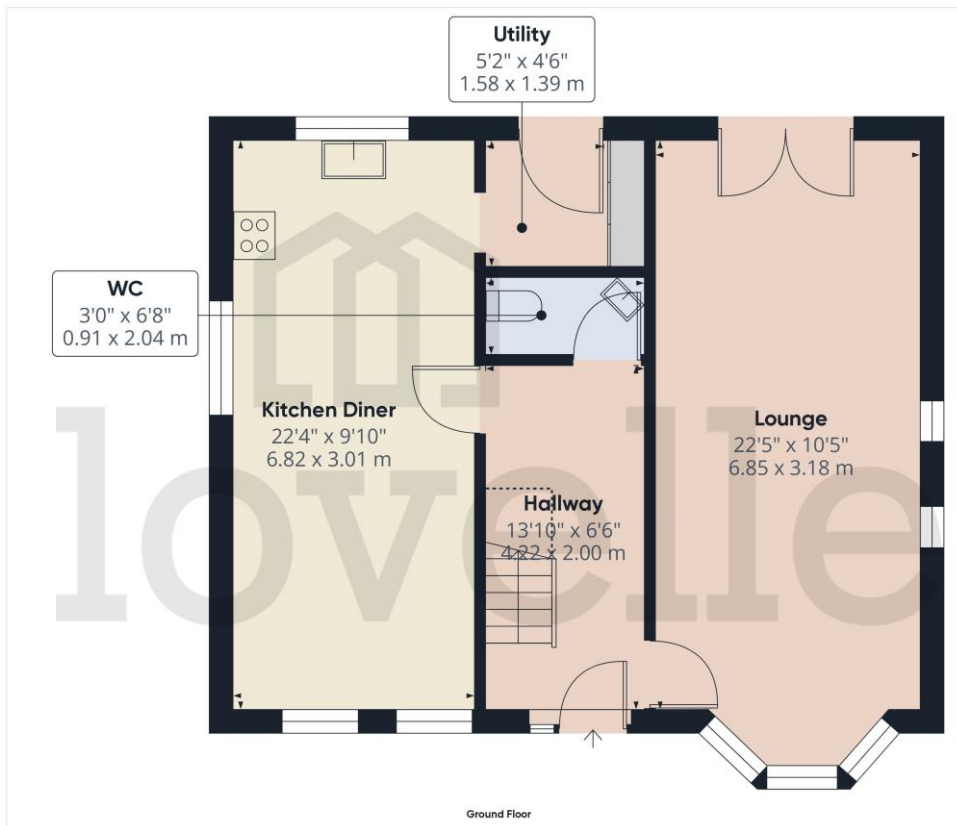 Utility
5'2" x 4'6"
1.58 x 1.39 m
WC
3'0" x 6'8"
0.91 x 2.04 m
Kitchen Diner
22'4" x 9'10"
6.82 x 3.01 m
Lounge
22'5" x 10'5"
6.85 x 3.18 m
Hallway
13'10" x 6'6"
4.22 x 2.00 m
lovelle
Ground Floor